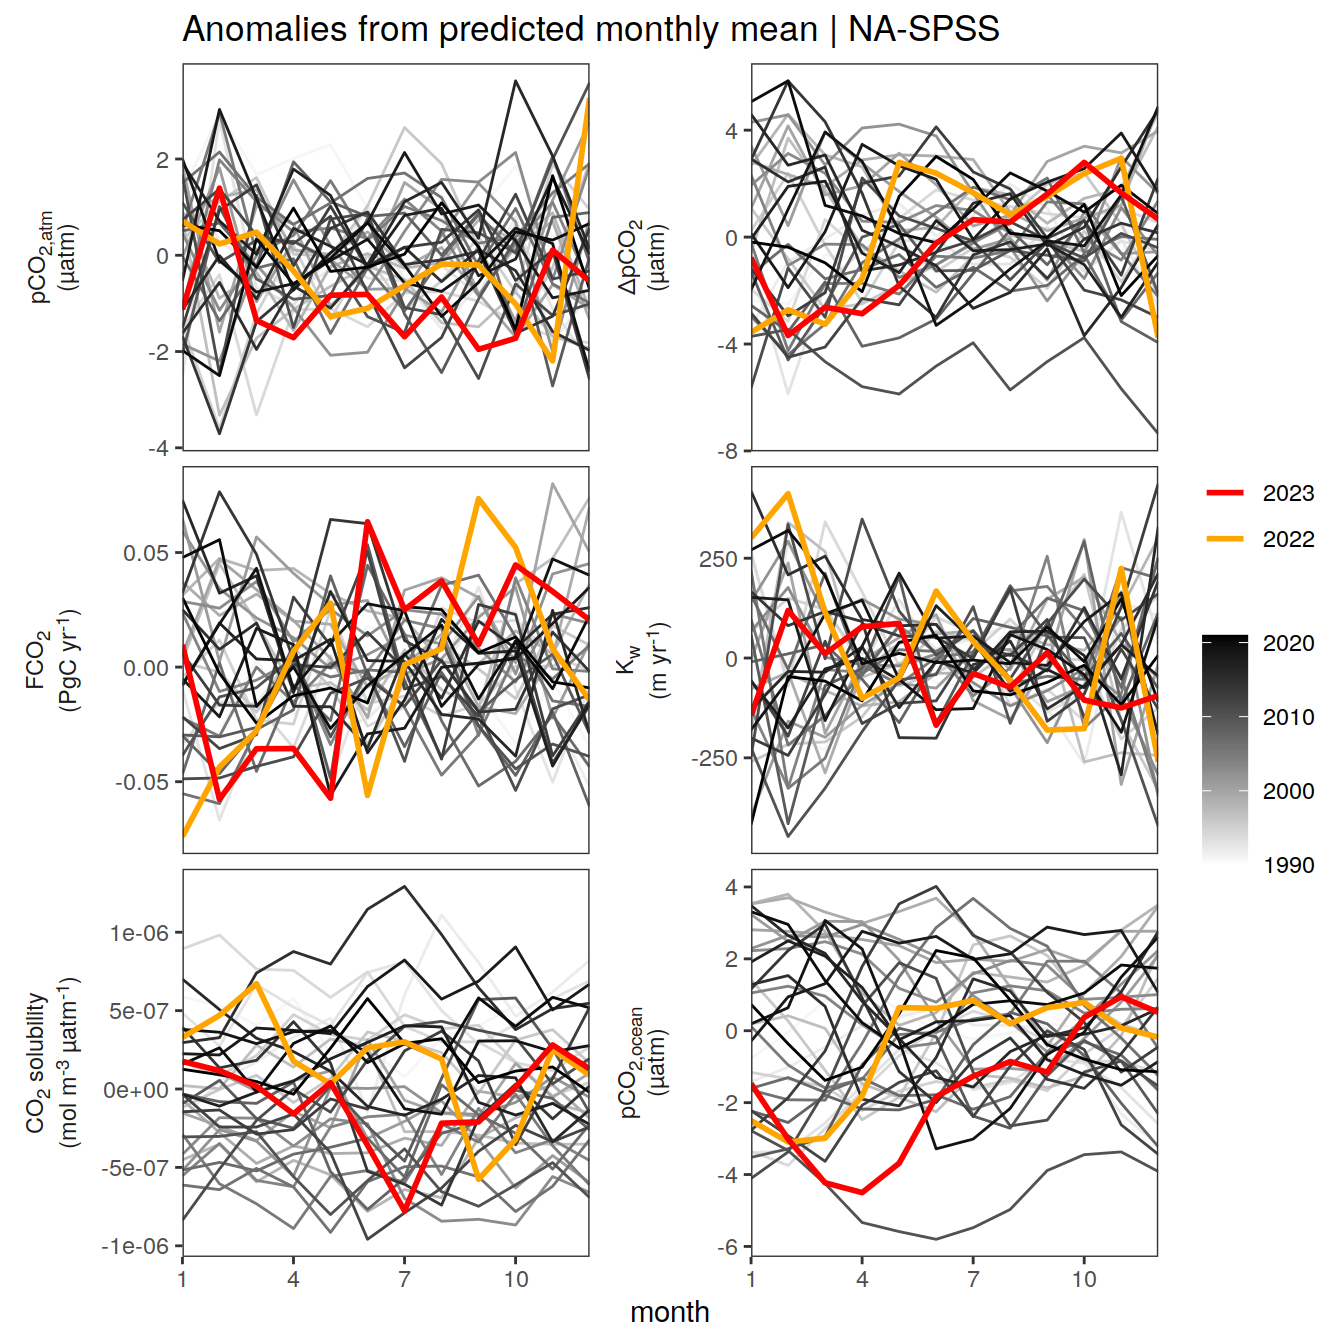 Anomalies from predicted monthly mean | NA-SPSS
pCO2,atm
(µatm)
2
0
-2
-4
ΔpCO2
(µatm)
4
0
-4
-8
FCO2
(PgC yr-1)
0.05
0.00
-0.05
Kw
(m yr-1)
250
0
-250
CO2 solubility
(mol m-3 µatm-1)
1e-06
5e-07
0e+00
-5e-07
-1e-06
1
4
7
10
pCO2,ocean
(µatm)
4
2
0
-2
-4
-6
1
4
7
10
month
2023
2022
2020
2010
2000
1990